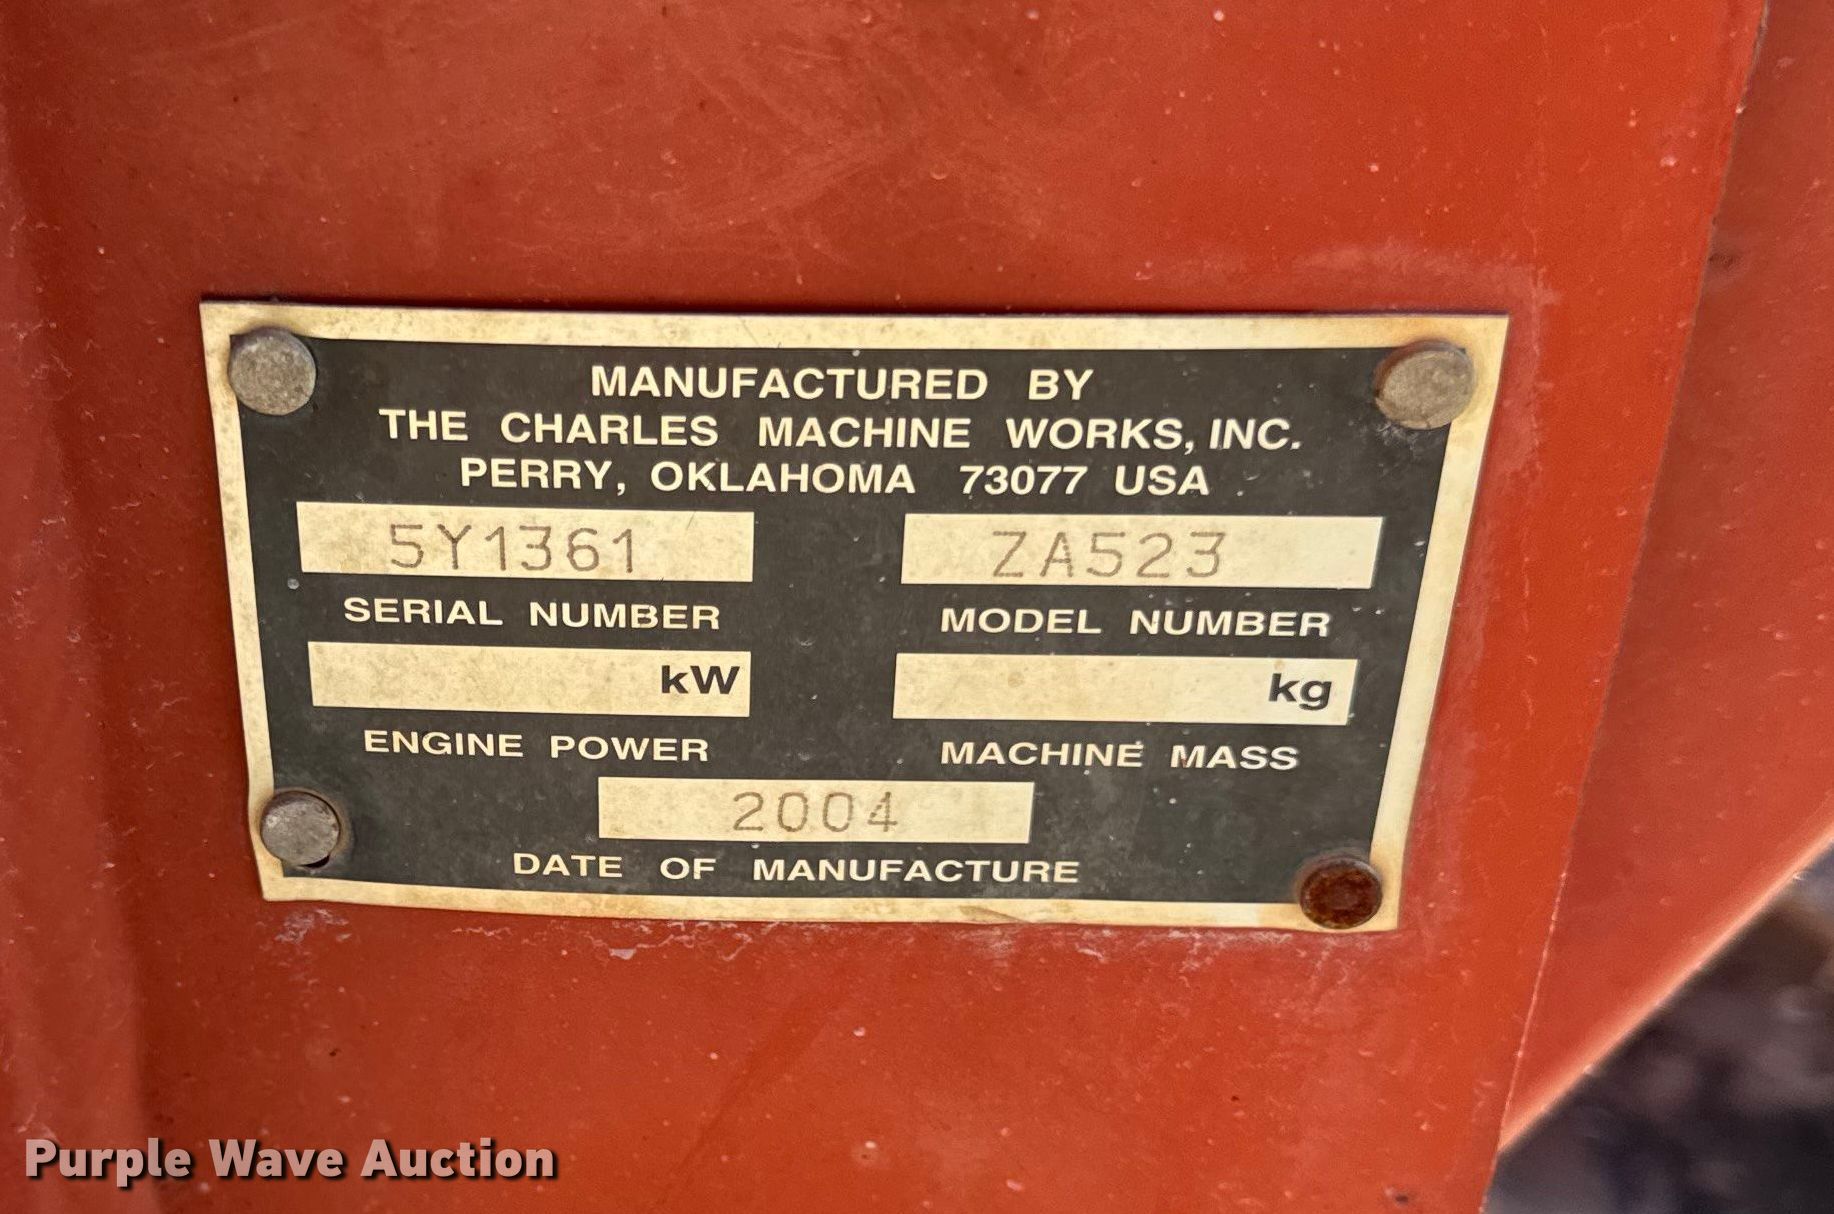 MANUFACTURED BY
THE CHARLES MACHINE WORKS, INC.
PERRY, OKLAHOMA 73077 USA
5Y1361 ZA523
SERIAL NUMBER MODEL NUMBER
kW kg
ENGINE POWER MACHINE MASS
2004
DATE OF MANUFACTURE
Purple Wave Auction